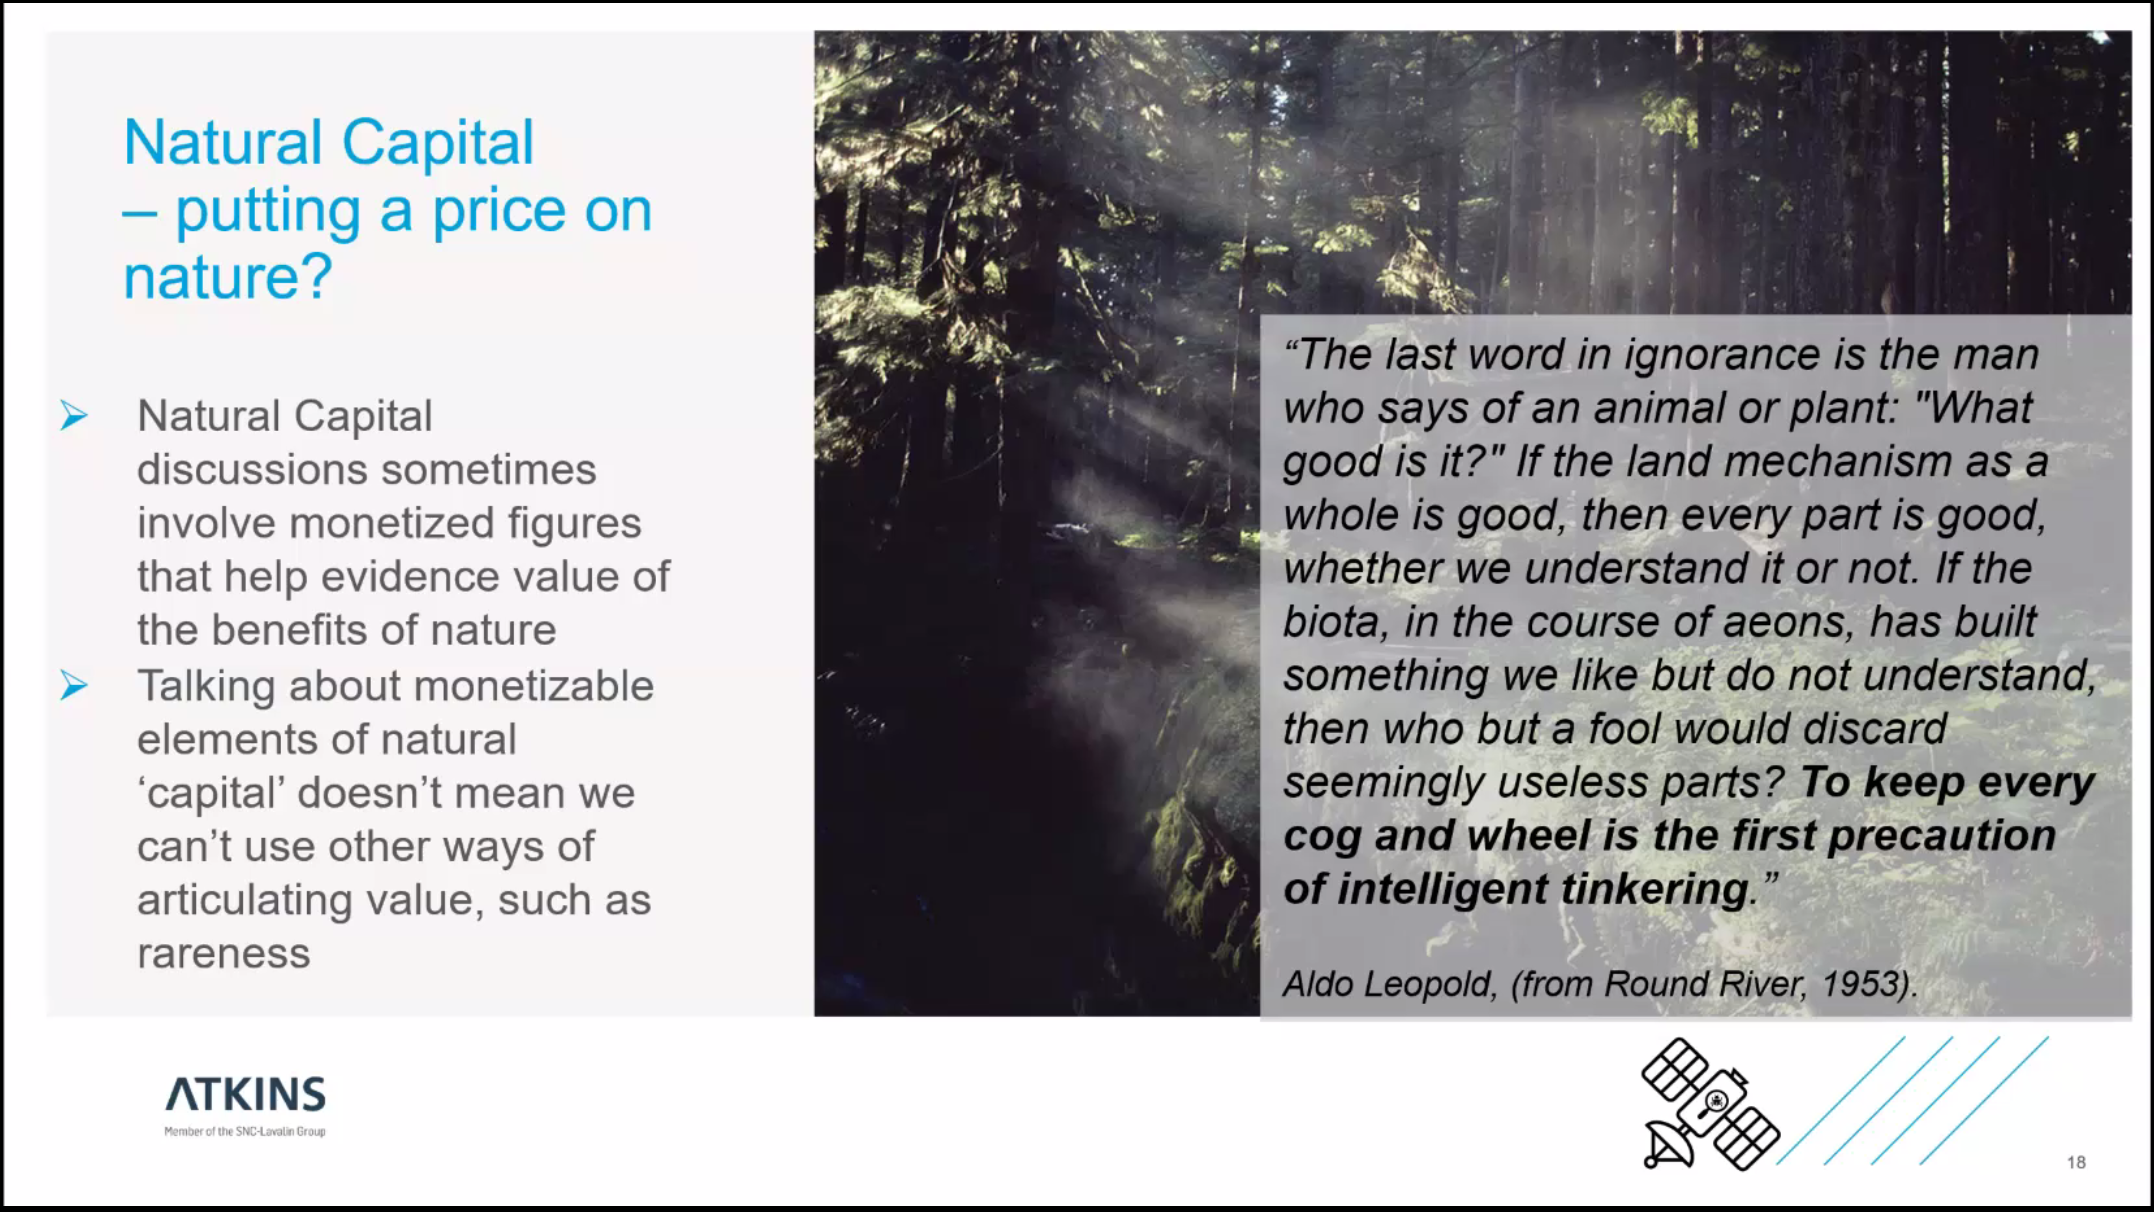 Natural Capital
– putting a price on
nature?
➢ Natural Capital
discussions sometimes
involve monetized figures
that help evidence value of
the benefits of nature
➢ Talking about monetizable
elements of natural
‘capital’ doesn’t mean we
can’t use other ways of
articulating value, such as
rareness
“The last word in ignorance is the man
who says of an animal or plant: "What
good is it?" If the land mechanism as a
whole is good, then every part is good,
whether we understand it or not. If the
biota, in the course of aeons, has built
something we like but do not understand,
then who but a fool would discard
seemingly useless parts? To keep every
cog and wheel is the first precaution
of intelligent tinkering.”
Aldo Leopold, (from Round River, 1953).
ATKINS
Member of the SNC-Lavalin Group
18